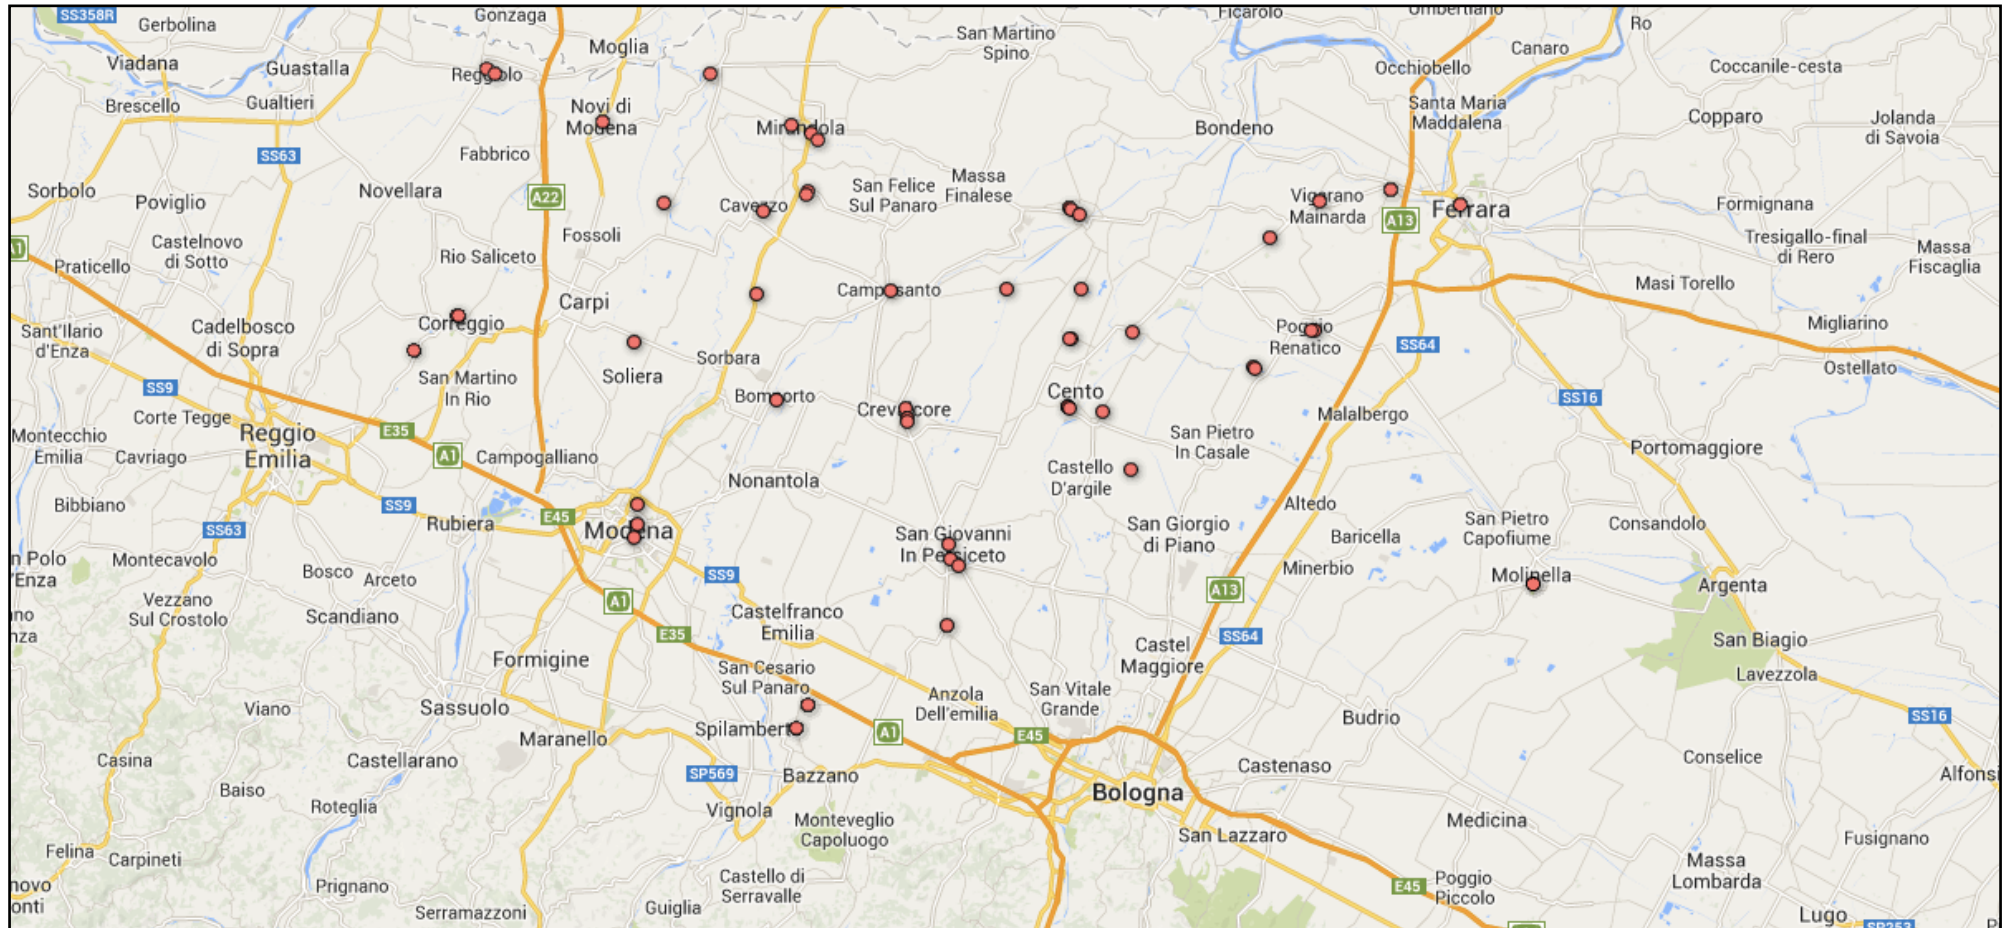 SS358R
Gerbolina
Gonzaga
Ficarolo
Ro
Moglia
San Martino
Spino
Canaro
Viadana
Guastalla
Occhiobello
Coccanile-cesta
Brescello
Gualtieri
Novi di
Modena
Mirandola
Bondeno
Santa Maria
Maddalena
Copparo
Jolanda
di Savoia
SS63
Fabbrico
Sorbolo
Poviglio
Novellara
A22
Cavezzo
San Felice
Sul Panaro
Massa
Finalese
Vigarano
Mainarda
A13
Ferrara
Formignana
Castelnovo
di Sotto
Fossoli
Tresigallo-final
di Rero
Massa
Fiscaglia
Praticello
Rio Saliceto
Carpi
Camposanto
Masi Torello
Sant'Ilario
d'Enza
Cadelbosco
di Sopra
Correggio
Poggio
Renatico
Migliarino
SS64
Sorbara
Ostellato
SS9
San Martino
In Rio
Soliera
Bomporto
Crevalcore
Cento
SS16
Corte Tegge
Malalbergo
Montecchio
Emilia
Cavriago
Reggio
Emilia
E35
A1
Campogalliano
San Pietro
In Casale
Portomaggiore
Castello
D'argile
Nonantola
Bibbiano
SS9
SS63
Rubiera
E45
Modena
Altedo
San Giovanni
In Persiceto
San Giorgio
di Piano
Baricella
San Pietro
Capofiume
Consandolo
Montecavolo
Bosco
Arceto
SS9
Minerbio
Molinella
Argenta
Vezzano
Sul Crostolo
Scandiano
A1
Castelfranco
Emilia
A13
E35
SS64
San Biagio
Formigine
San Cesario
Sul Panaro
Castel
Maggiore
Lavezzola
Viano
Sassuolo
Anzola
Dell'emilia
San Vitale
Grande
Budrio
SS16
Spilamberto
A1
E45
Maranello
Casina
Castellarano
SP569
Bazzano
Castenaso
Conselice
Baiso
Roteglia
Vignola
Bologna
Monteveglio
Capoluogo
San Lazzaro
Medicina
Fusignano
Felina
Carpineti
Massa
Lombarda
Prignano
Castello di
Serravalle
E45
Poggio
Piccolo
Serramazzoni
Guiglia
Lugo